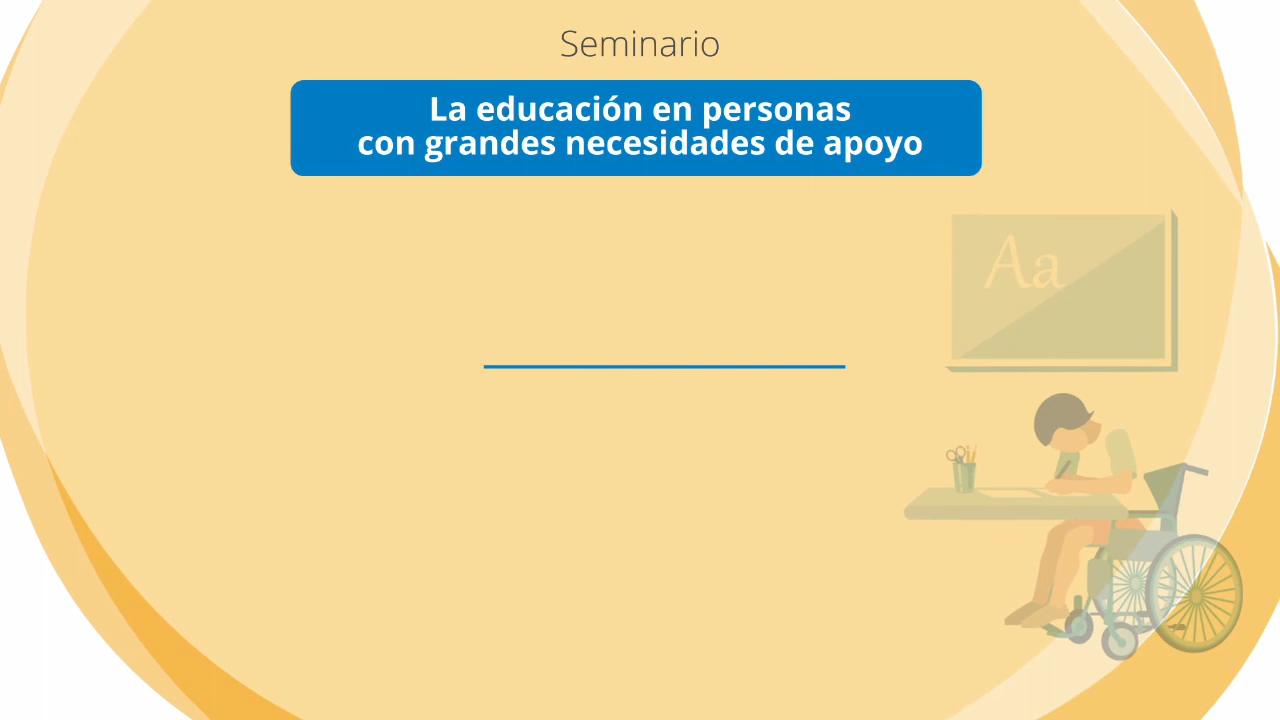 Seminario
La educación en personas
con grandes necesidades de apoyo
Aa